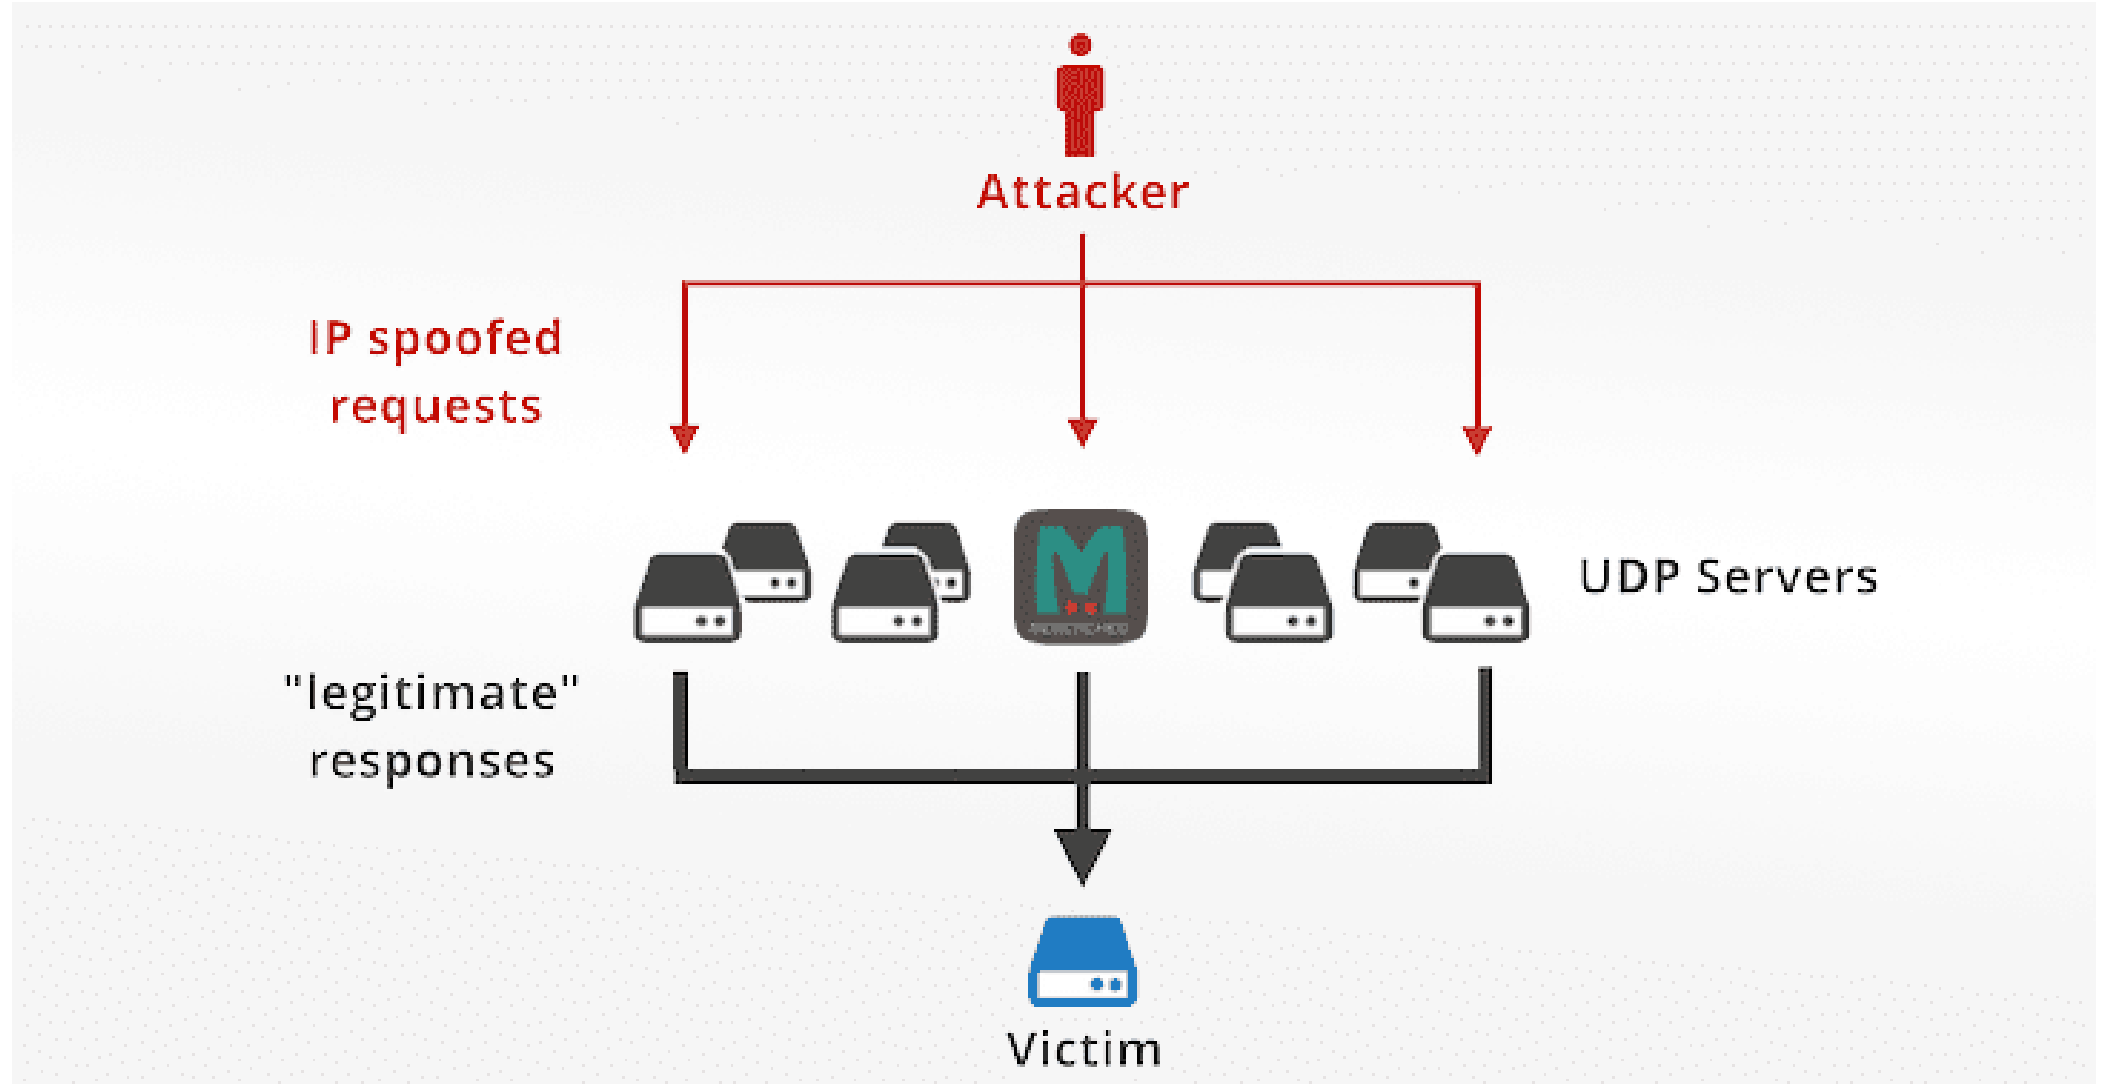 Attacker
IP spoofed
requests
UDP Servers
"legitimate"
responses
Victim